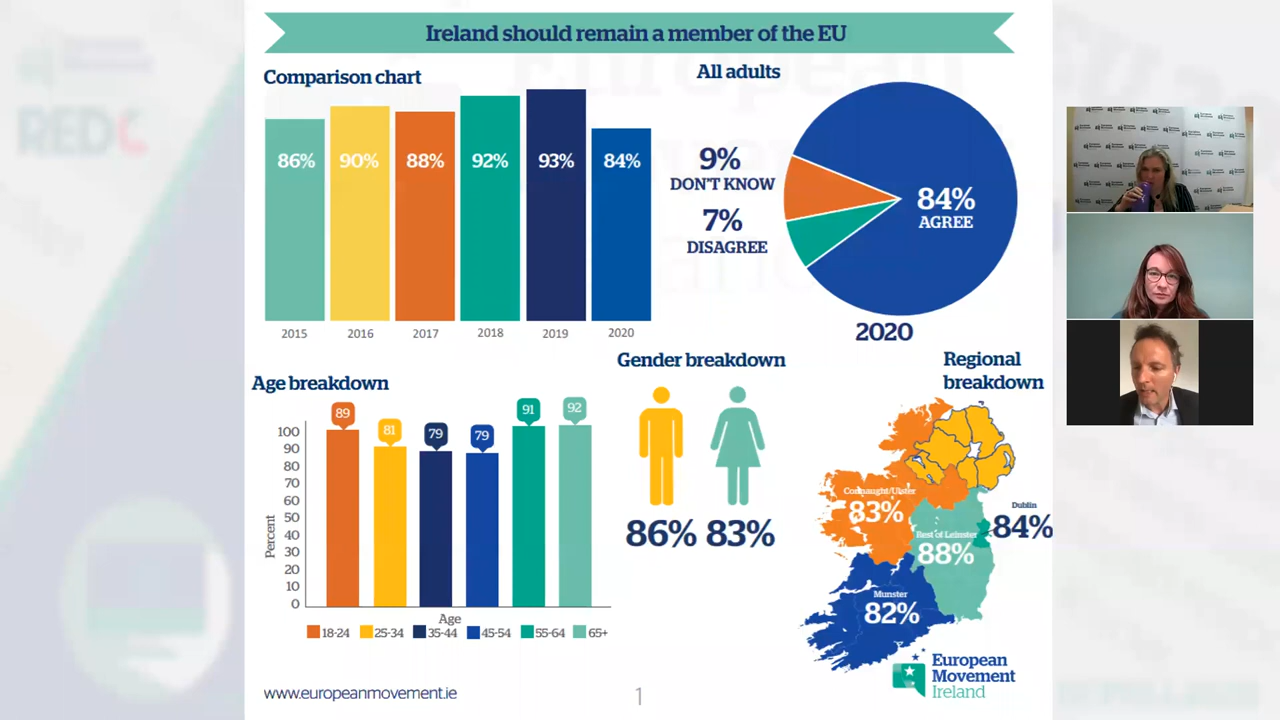 Ireland should remain a member of the EU
Comparison chart
86%
90%
88%
92%
93%
84%
2015
2016
2017
2018
2019
2020
All adults
9%
DON'T KNOW
7%
DISAGREE
84%
AGREE
2020
Age breakdown
89
81
79
79
91
92
100
90
80
70
60
50
40
30
20
10
0
Percent
Age
18-24
25-34
35-44
45-54
55-64
65+
Gender breakdown
86%
83%
Regional
breakdown
Connaught/Ulster
83%
Dublin
84%
Rest of Leinster
88%
Munster
82%
www.europeanmovement.ie
1
European
Movement
Ireland
REDC